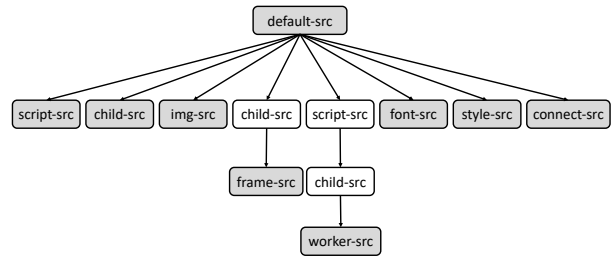 default-src
script-src child-src img-src child-src script-src font-src style-src connect-src
frame-src child-src
worker-src